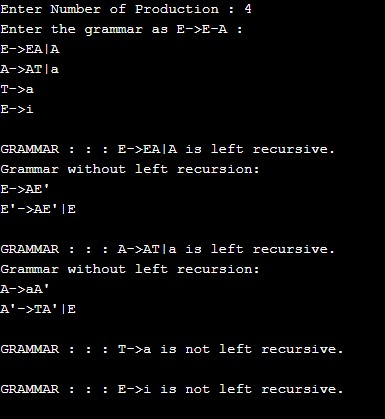 Enter Number of Production : 4
Enter the grammar as E->E-A :
E->EA|A
A->AT|a
T->a
E->i
GRAMMAR : : : E->EA|A is left recursive.
Grammar without left recursion:
E->AE'
E'->AE'|E
GRAMMAR : : : A->AT|a is left recursive.
Grammar without left recursion:
A->aA'
A'->TA'|E
GRAMMAR : : : T->a is not left recursive.
GRAMMAR : : : E->i is not left recursive.